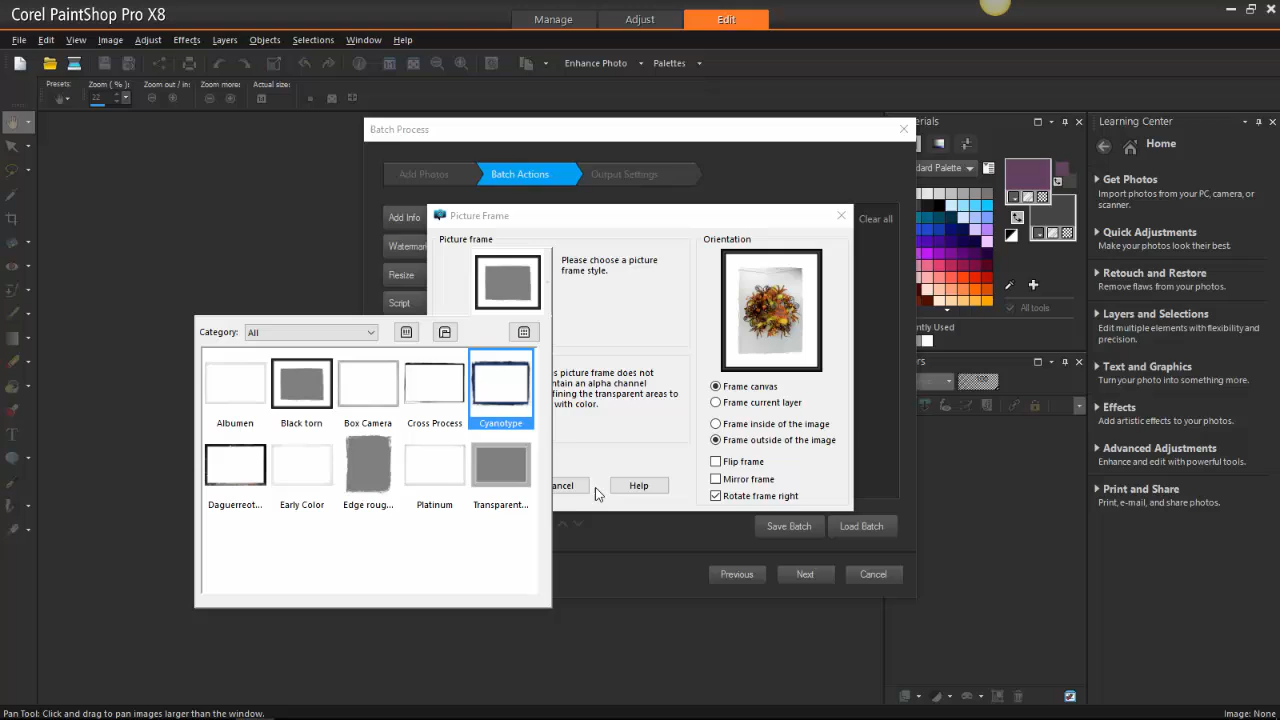 Corel PaintShop Pro X8
Manage
Adjust
Edit
File Edit View Image Adjust Effects Layers Objects Selections Window Help
Enhance Photo
Palettes
Presets:
Zoom ( % ):
Zoom out / in:
Zoom more:
Actual size:
22
Batch Process
Add Photos
Batch Actions
Output Settings
Add Info
Resize
Script
Clear all
Picture Frame
Picture frame
Please choose a picture
frame style.
s picture frame does not
ntain an alpha channel
fining the transparent areas to
with color.
ancel
Help
Orientation
Frame canvas
Frame current layer
Frame inside of the image
Frame outside of the image
Flip frame
Mirror frame
Rotate frame right
Category:
All
Albumen
Black torn
Box Camera
Cross Process
Cyanotype
Daguerreot...
Early Color
Edge roug...
Platinum
Transparent...
Save Batch
Load Batch
Previous
Next
Cancel
erials
dard Palette
ntly Used
All tools
ers
Learning Center
Home
Get Photos
Import photos from your PC, camera, or
scanner.
Quick Adjustments
Make your photos look their best.
Retouch and Restore
Remove flaws from your photos.
Layers and Selections
Edit multiple elements with flexibility and
precision.
Text and Graphics
Turn your photo into something more.
Effects
Add artistic effects to your photo.
Advanced Adjustments
Enhance and edit with powerful tools.
Print and Share
Print, e-mail, and share photos.
Pan Tool: Click and drag to pan images larger than the window.
Image: None